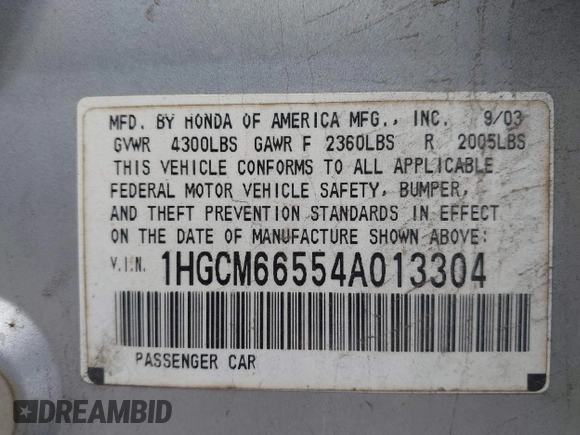 MFD. BY HONDA OF AMERICA MFG., INC. 9/03
GVWR 4300LBS GAWR F 2360LBS R 2005LBS
THIS VEHICLE CONFORMS TO ALL APPLICABLE
FEDERAL MOTOR VEHICLE SAFETY, BUMPER,
AND THEFT PREVENTION STANDARDS IN EFFECT
ON THE DATE OF MANUFACTURE SHOWN ABOVE:
V.I.N. 1HGCM66554A013304
PASSENGER CAR
DREAMBID